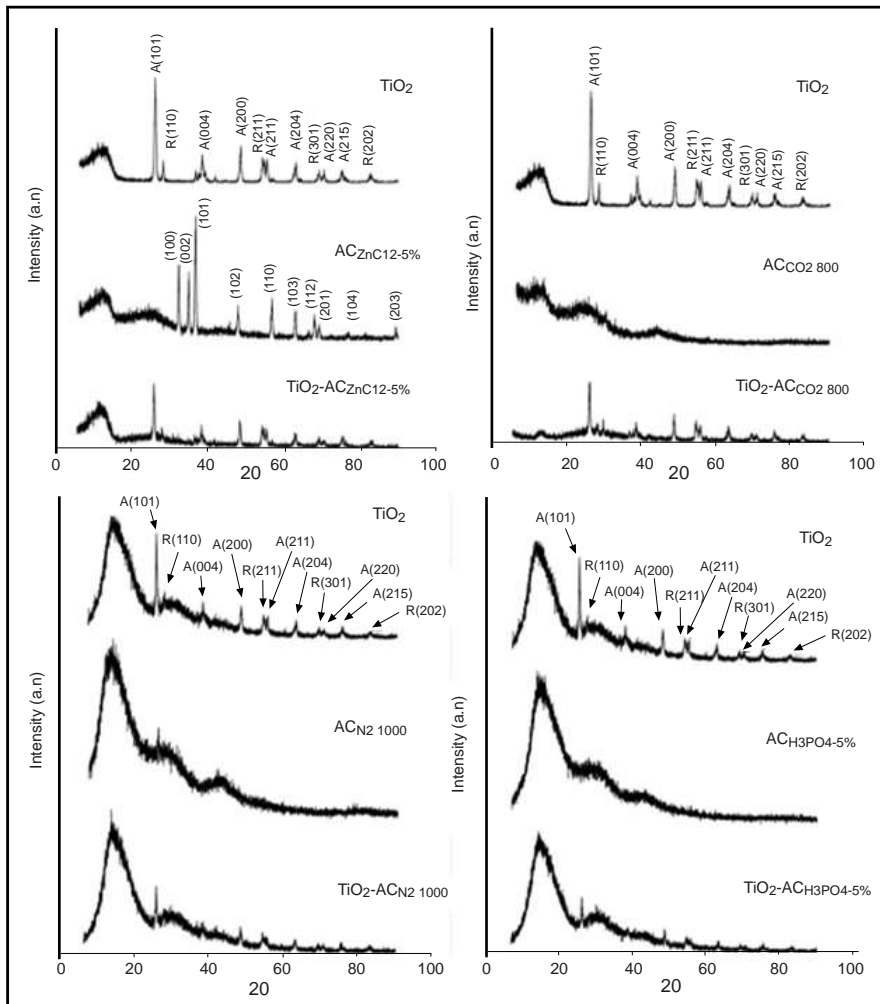 Intensity (a.n)
A(101)
R(110)
A(004)
A(200)
R(211)
A(211)
A(204)
R(301)
A(220)
A(215)
R(202)
TiO2
(100)
(002)
(101)
(102)
(110)
(103)
(112)
(201)
(104)
(203)
ACZnC12-5%
TiO2-ACZnC12-5%
0 20 40 60 80 100
20
Intensity (a.n)
A(101)
R(110)
A(004)
A(200)
R(211)
A(211)
A(204)
R(301)
A(220)
A(215)
R(202)
TiO2
ACCO2 800
TiO2-ACCO2 800
0 20 40 60 80 100
20
Intensity (a.n)
A(101)
R(110)
A(004)
A(200)
R(211)
A(211)
A(204)
R(301)
A(220)
A(215)
R(202)
TiO2
ACN2 1000
TiO2-ACN2 1000
0 20 40 60 80 100
20
Intensity (a.n)
A(101)
R(110)
A(004)
A(200)
R(211)
A(211)
A(204)
R(301)
A(220)
A(215)
R(202)
TiO2
ACH3PO4-5%
TiO2-ACH3PO4-5%
0 20 40 60 80 100
20